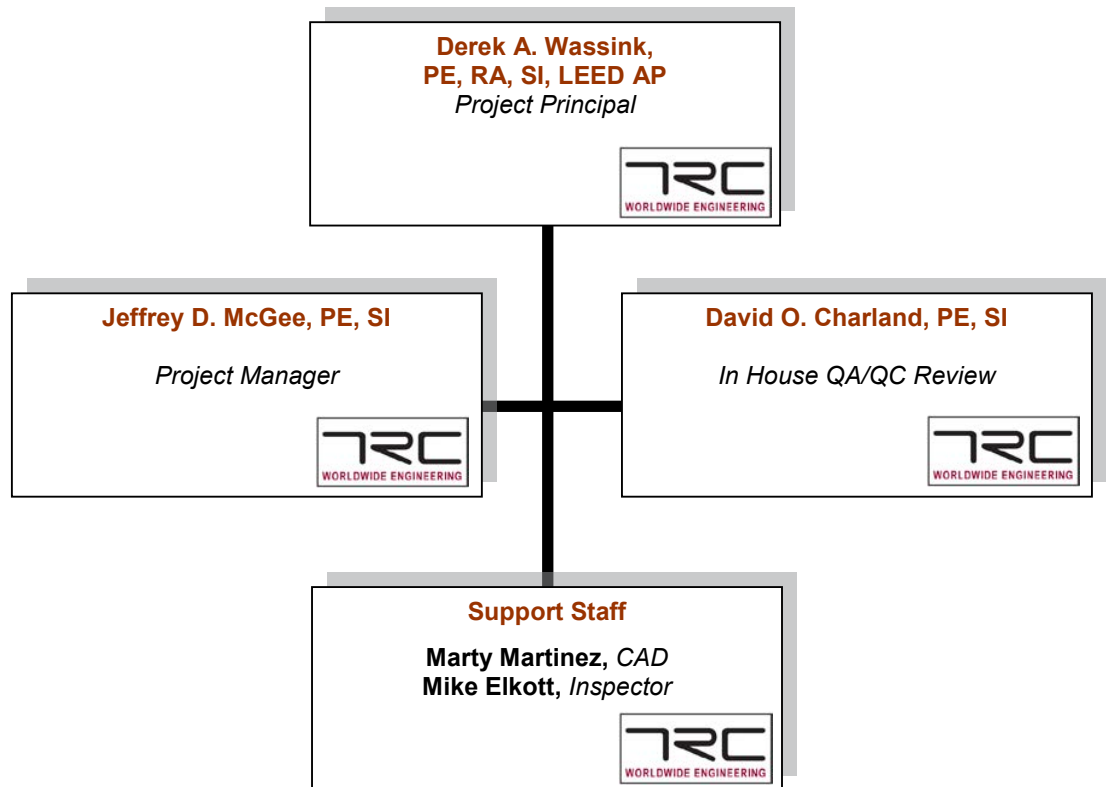 Derek A. Wassink,
PE, RA, SI, LEED AP
Project Principal
TRC
WORLDWIDE ENGINEERING
Jeffrey D. McGee, PE, SI
Project Manager
TRC
WORLDWIDE ENGINEERING
David O. Charland, PE, SI
In House QA/QC Review
TRC
WORLDWIDE ENGINEERING
Support Staff
Marty Martinez, CAD
Mike Elkott, Inspector
TRC
WORLDWIDE ENGINEERING